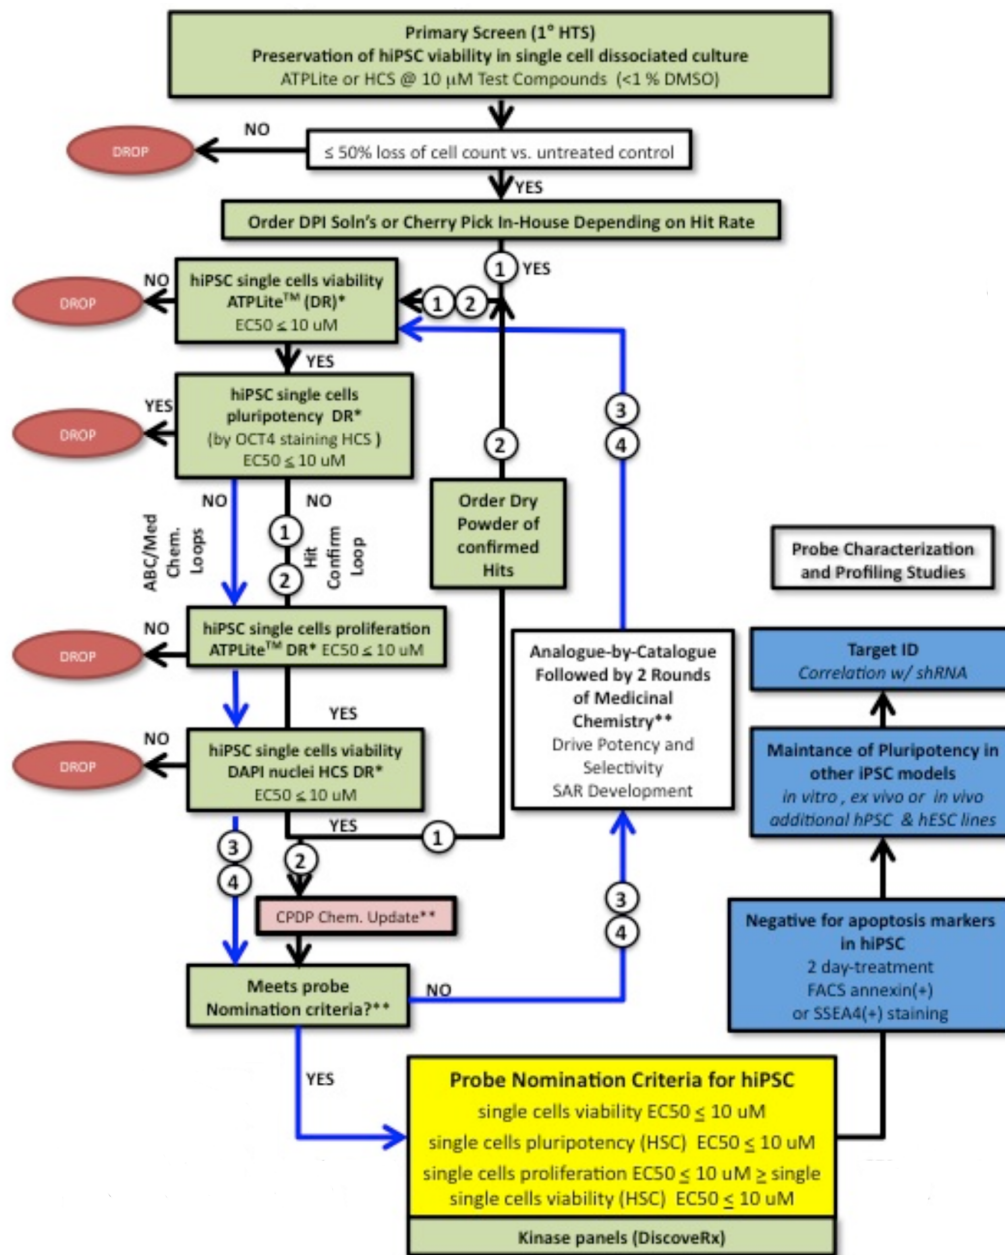 Primary Screen (1° HTS)
Preservation of hiPSC viability in single cell dissociated culture
ATPLite or HCS @ 10 μM Test Compounds (<1 % DMSO)
NO
DROP
≤ 50% loss of cell count vs. untreated control
YES
Order DPI Soln's or Cherry Pick In-House Depending on Hit Rate
1
YES
NO
DROP
hiPSC single cells viability
ATPLite™ (DR)*
EC50 ≤ 10 uM
1 2
YES
YES
DROP
hiPSC single cells
pluripotency DR*
(by OCT4 staining HCS )
EC50 ≤ 10 uM
3
4
2
NO
NO
ABC/Med
Chem.
Loops
1
2
Hit
Confirm
Loop
Order Dry
Powder of
confirmed
Hits
Probe Characterization
and Profiling Studies
NO
DROP
hiPSC single cells proliferation
ATPLite™ DR* EC50 ≤ 10 uM
Analogue-by-Catalogue
Followed by 2 Rounds
of Medicinal
Chemistry**
Drive Potency and
Selectivity
SAR Development
Target ID
Correlation w/ shRNA
YES
NO
DROP
hiPSC single cells viability
DAPI nuclei HCS DR*
EC50 ≤ 10 uM
Maintance of Pluripotency in
other iPSC models
in vitro , ex vivo or in vivo
additional hPSC & hESC lines
YES
1
3
4
2
CPDP Chem. Update**
3
4
Negative for apoptosis markers
in hiPSC
2 day-treatment
FACS annexin(+)
or SSEA4(+) staining
Meets probe
Nomination criteria?**
NO
YES
Probe Nomination Criteria for hiPSC
single cells viability EC50 ≤ 10 uM
single cells pluripotency (HSC) EC50 ≤ 10 uM
single cells proliferation EC50 ≤ 10 uM ≥ single
single cells viability (HSC) EC50 ≤ 10 uM
Kinase panels (DiscoveRx)